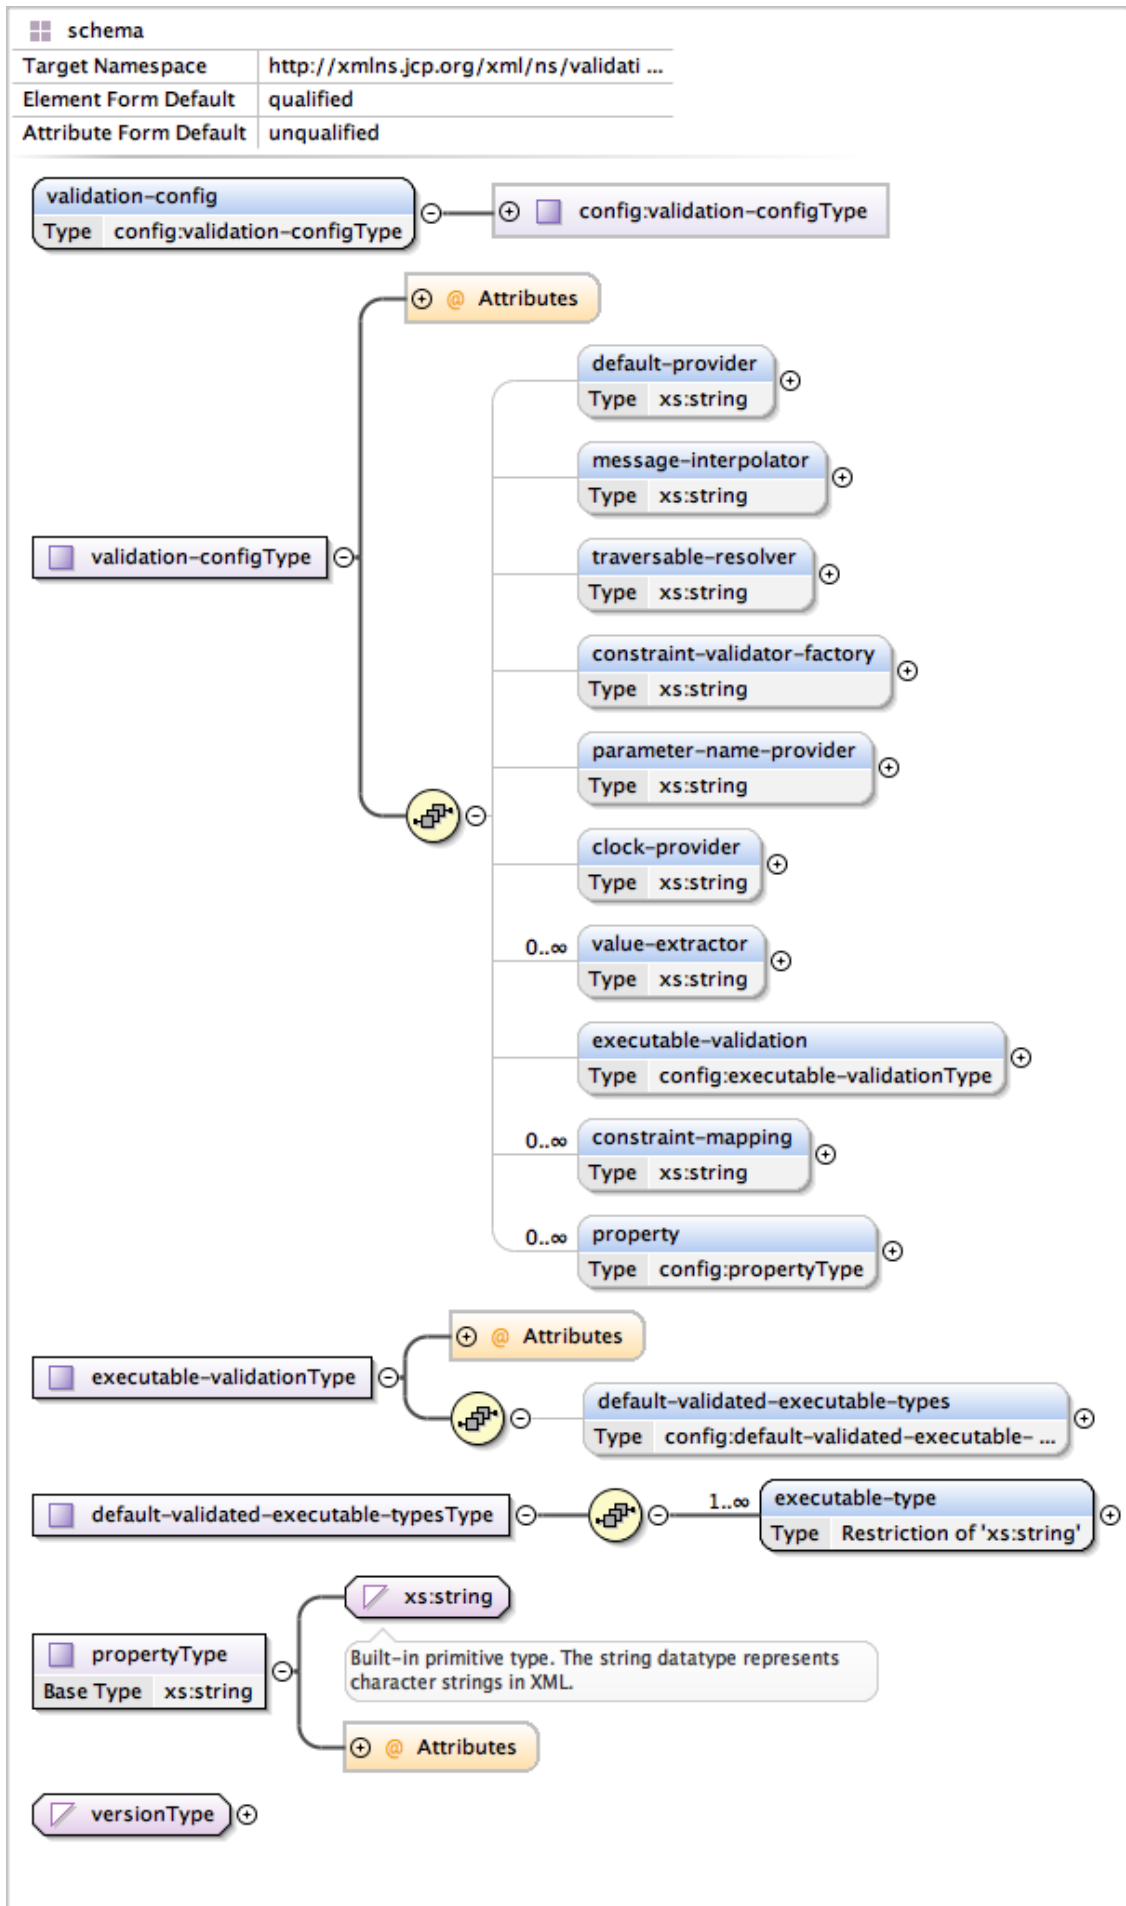 schema
Target Namespace http://xmlns.jcp.org/xml/ns/validati ...
Element Form Default qualified
Attribute Form Default unqualified
validation-config
Type config:validation-configType
config:validation-configType
@ Attributes
default-provider
Type xs:string
message-interpolator
Type xs:string
traversable-resolver
Type xs:string
validation-configType
constraint-validator-factory
Type xs:string
parameter-name-provider
Type xs:string
clock-provider
Type xs:string
0..∞ value-extractor
Type xs:string
executable-validation
Type config:executable-validationType
0..∞ constraint-mapping
Type xs:string
0..∞ property
Type config:propertyType
@ Attributes
executable-validationType
default-validated-executable-types
Type config:default-validated-executable- ...
default-validated-executable-typesType
1..∞ executable-type
Type Restriction of 'xs:string'
xs:string
propertyType
Base Type xs:string
Built-in primitive type. The string datatype represents
character strings in XML.
@ Attributes
versionType